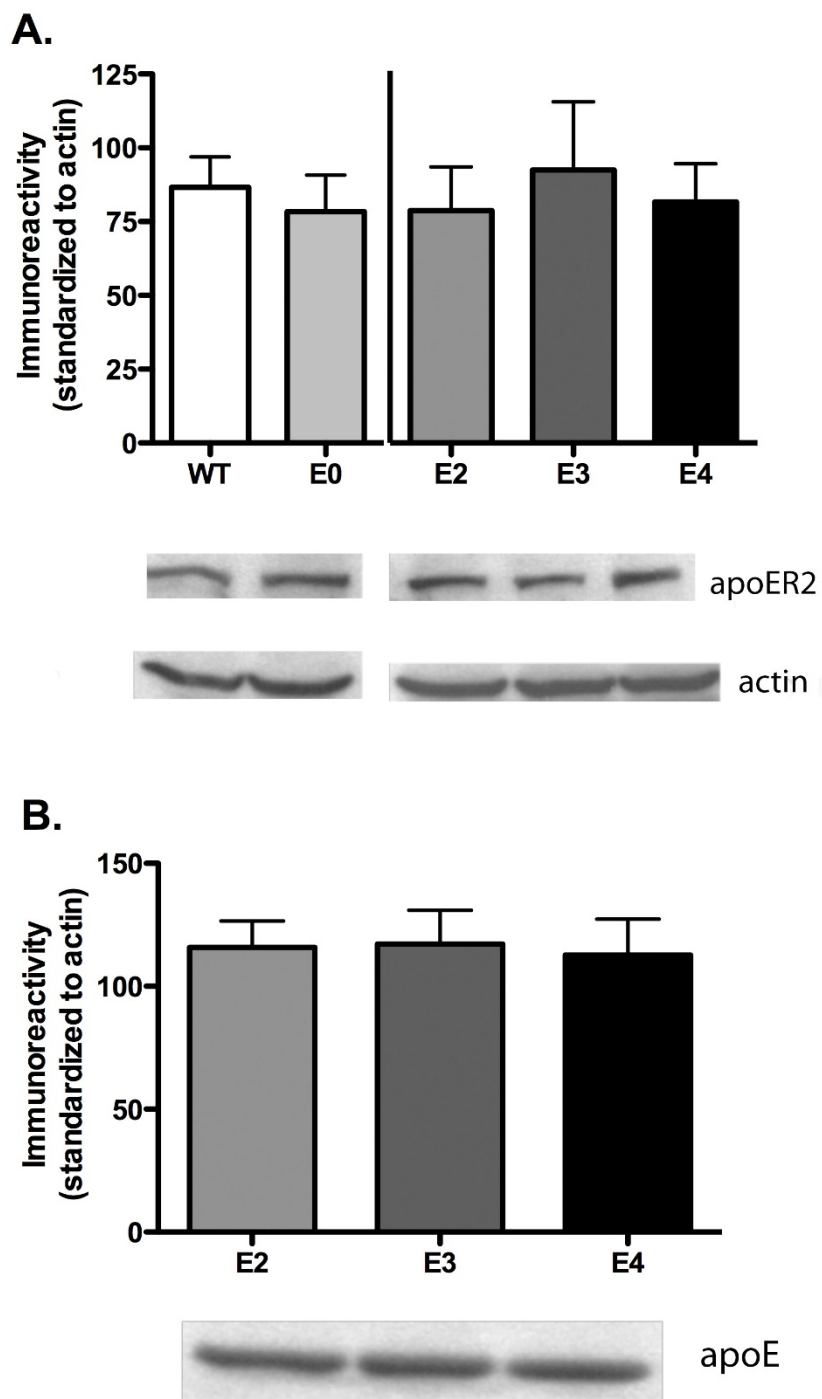 A.
Immunoreactivity
(standardized to actin)
125
100
75
50
25
0
WT E0 E2 E3 E4
apoER2
actin
B.
Immunoreactivity
(standardized to actin)
150
100
50
0
E2 E3 E4
apoE